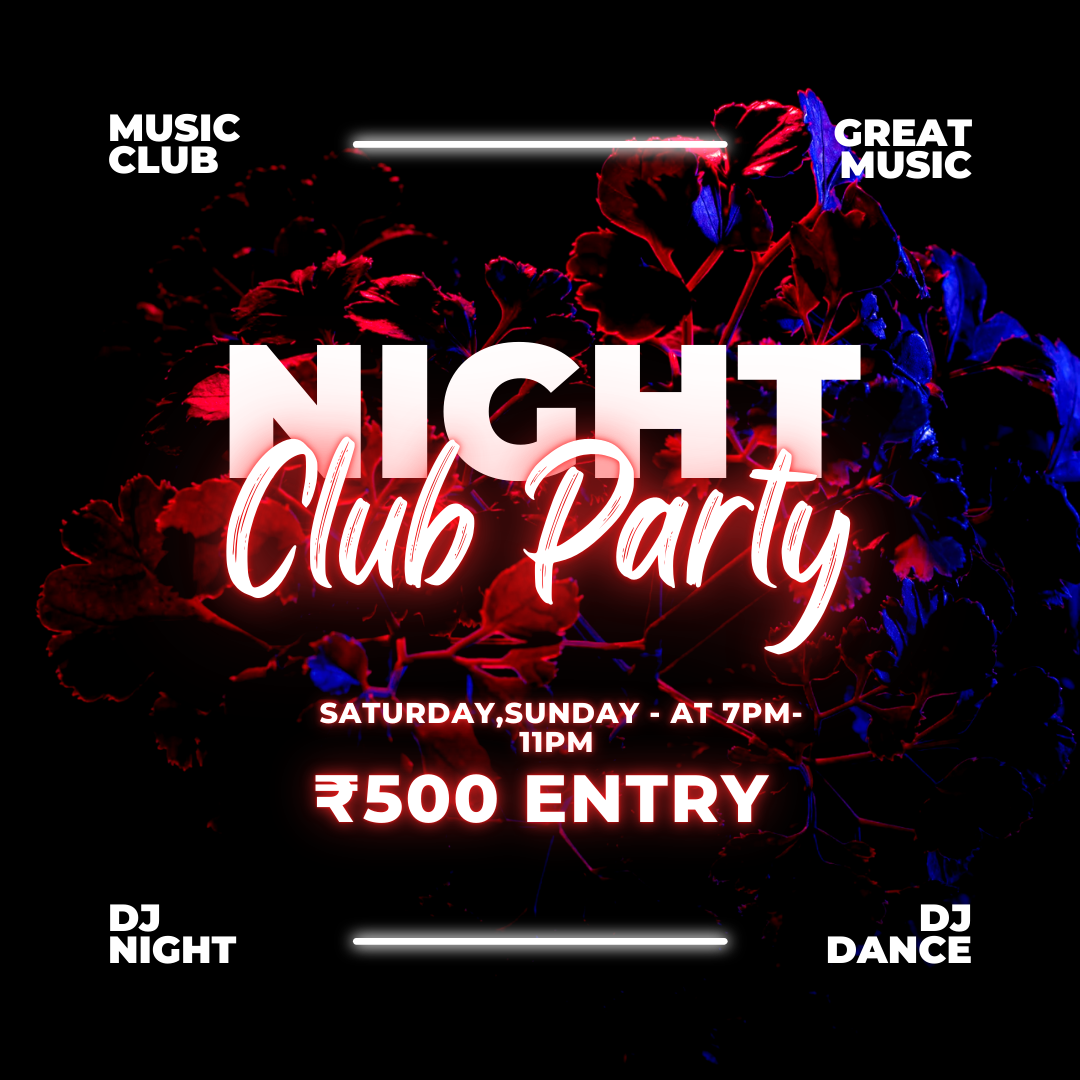 MUSIC
CLUB
GREAT
MUSIC
NIGHT
Club Party
SATURDAY,SUNDAY - AT 7PM-
11PM
₹500 ENTRY
DJ
NIGHT
DJ
DANCE